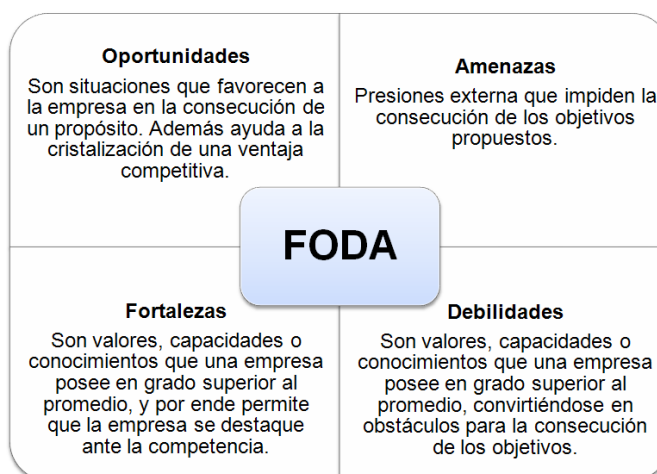 Oportunidades
Son situaciones que favorecen a
la empresa en la consecución de
un propósito. Además ayuda a la
cristalización de una ventaja
competitiva.
Amenazas
Presiones externa que impiden la
consecución de los objetivos
propuestos.
FODA
Fortalezas
Son valores, capacidades o
conocimientos que una empresa
posee en grado superior al
promedio, y por ende permite
que la empresa se destaque
ante la competencia.
Debilidades
Son valores, capacidades o
conocimientos que una empresa
posee en grado superior al
promedio, convirtiéndose en
obstáculos para la consecución
de los objetivos.